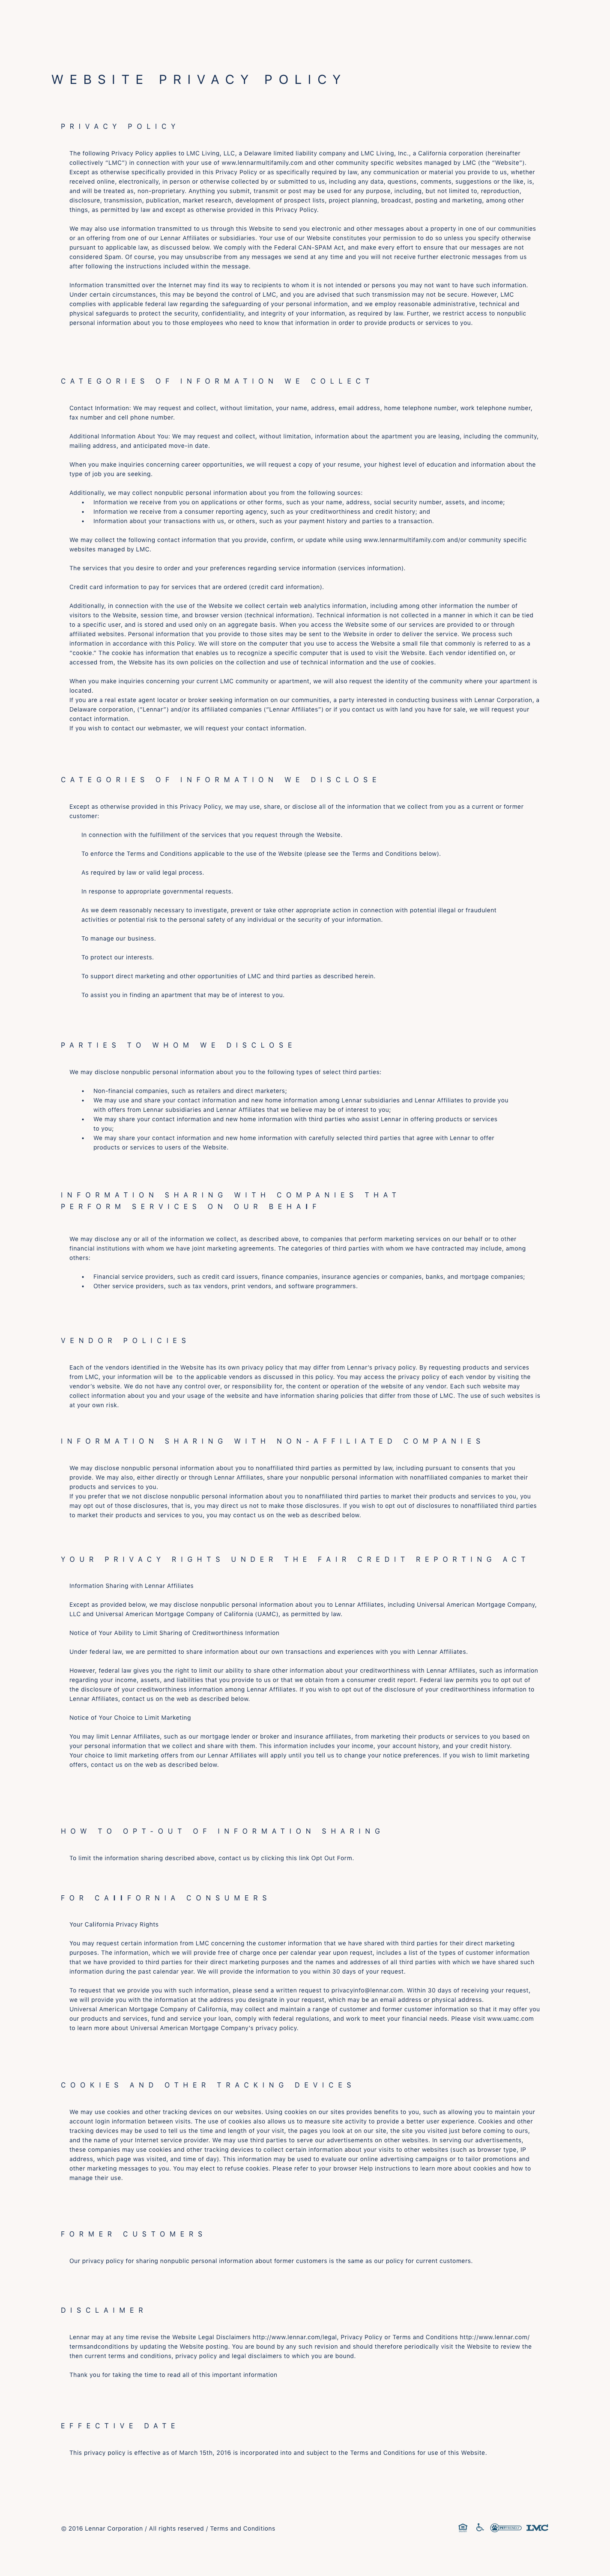 WEBSITE PRIVACY POLICY
PRIVACY POLICY
The following Privacy Policy applies to LMC Living, LLC, a Delaware limited liability company and LMC Living, Inc., a California corporation (hereinafter
collectively “LMC”) in connection with your use of www.lennarmultifamily.com and other community specific websites managed by LMC (the “Website”).
Except as otherwise specifically provided in this Privacy Policy or as specifically required by law, any communication or material you provide to us, whether
received online, electronically, in person or otherwise collected by or submitted to us, including any data, questions, comments, suggestions or the like, is,
and will be treated as, non-proprietary. Anything you submit, transmit or post may be used for any purpose, including, but not limited to, reproduction,
disclosure, transmission, publication, market research, development of prospect lists, project planning, broadcast, posting and marketing, among other
things, as permitted by law and except as otherwise provided in this Privacy Policy.
We may also use information transmitted to us through this Website to send you electronic and other messages about a property in one of our communities
or an offering from one of our Lennar Affiliates or subsidiaries. Your use of our Website constitutes your permission to do so unless you specify otherwise
pursuant to applicable law, as discussed below. We comply with the Federal CAN-SPAM Act, and make every effort to ensure that our messages are not
considered Spam. Of course, you may unsubscribe from any messages we send at any time and you will not receive further electronic messages from us
after following the instructions included within the message.
Information transmitted over the Internet may find its way to recipients to whom it is not intended or persons you may not want to have such information.
Under certain circumstances, this may be beyond the control of LMC, and you are advised that such transmission may not be secure. However, LMC
complies with applicable federal law regarding the safeguarding of your personal information, and we employ reasonable administrative, technical and
physical safeguards to protect the security, confidentiality, and integrity of your information, as required by law. Further, we restrict access to nonpublic
personal information about you to those employees who need to know that information in order to provide products or services to you.
CATEGORIES OF INFORMATION WE COLLECT
Contact Information: We may request and collect, without limitation, your name, address, email address, home telephone number, work telephone number,
fax number and cell phone number.
Additional Information About You: We may request and collect, without limitation, information about the apartment you are leasing, including the community,
mailing address, and anticipated move-in date.
When you make inquiries concerning career opportunities, we will request a copy of your resume, your highest level of education and information about the
type of job you are seeking.
Additionally, we may collect nonpublic personal information about you from the following sources:
• Information we receive from you on applications or other forms, such as your name, address, social security number, assets, and income;
• Information we receive from a consumer reporting agency, such as your creditworthiness and credit history; and
• Information about your transactions with us, or others, such as your payment history and parties to a transaction.
We may collect the following contact information that you provide, confirm, or update while using www.lennarmultifamily.com and/or community specific
websites managed by LMC.
The services that you desire to order and your preferences regarding service information (services information).
Credit card information to pay for services that are ordered (credit card information).
Additionally, in connection with the use of the Website we collect certain web analytics information, including among other information the number of
visitors to the Website, session time, and browser version (technical information). Technical information is not collected in a manner in which it can be tied
to a specific user, and is stored and used only on an aggregate basis. When you access the Website some of our services are provided to or through
affiliated websites. Personal information that you provide to those sites may be sent to the Website in order to deliver the service. We process such
information in accordance with this Policy. We will store on the computer that you use to access the Website a small file that commonly is referred to as a
“cookie.” The cookie has information that enables us to recognize a specific computer that is used to visit the Website. Each vendor identified on, or
accessed from, the Website has its own policies on the collection and use of technical information and the use of cookies.
When you make inquiries concerning your current LMC community or apartment, we will also request the identity of the community where your apartment is
located.
If you are a real estate agent locator or broker seeking information on our communities, a party interested in conducting business with Lennar Corporation, a
Delaware corporation, (“Lennar”) and/or its affiliated companies (“Lennar Affiliates”) or if you contact us with land you have for sale, we will request your
contact information.
If you wish to contact our webmaster, we will request your contact information.
CATEGORIES OF INFORMATION WE DISCLOSE
Except as otherwise provided in this Privacy Policy, we may use, share, or disclose all of the information that we collect from you as a current or former
customer:
In connection with the fulfillment of the services that you request through the Website.
To enforce the Terms and Conditions applicable to the use of the Website (please see the Terms and Conditions below).
As required by law or valid legal process.
In response to appropriate governmental requests.
As we deem reasonably necessary to investigate, prevent or take other appropriate action in connection with potential illegal or fraudulent
activities or potential risk to the personal safety of any individual or the security of your information.
To manage our business.
To protect our interests.
To support direct marketing and other opportunities of LMC and third parties as described herein.
To assist you in finding an apartment that may be of interest to you.
PARTIES TO WHOM WE DISCLOSE
We may disclose nonpublic personal information about you to the following types of select third parties:
• Non-financial companies, such as retailers and direct marketers;
• We may use and share your contact information and new home information among Lennar subsidiaries and Lennar Affiliates to provide you
with offers from Lennar subsidiaries and Lennar Affiliates that we believe may be of interest to you;
• We may share your contact information and new home information with third parties who assist Lennar in offering products or services
to you;
• We may share your contact information and new home information with carefully selected third parties that agree with Lennar to offer
products or services to users of the Website.
INFORMATION SHARING WITH COMPANIES THAT
PERFORM SERVICES ON OUR BEHAlF
We may disclose any or all of the information we collect, as described above, to companies that perform marketing services on our behalf or to other
financial institutions with whom we have joint marketing agreements. The categories of third parties with whom we have contracted may include, among
others:
• Financial service providers, such as credit card issuers, finance companies, insurance agencies or companies, banks, and mortgage companies;
• Other service providers, such as tax vendors, print vendors, and software programmers.
VENDOR POLICIES
Each of the vendors identified in the Website has its own privacy policy that may differ from Lennar's privacy policy. By requesting products and services
from LMC, your information will be to the applicable vendors as discussed in this policy. You may access the privacy policy of each vendor by visiting the
vendor's website. We do not have any control over, or responsibility for, the content or operation of the website of any vendor. Each such website may
collect information about you and your usage of the website and have information sharing policies that differ from those of LMC. The use of such websites is
at your own risk.
INFORMATION SHARING WITH NON-AFFILIATED COMPANIES
We may disclose nonpublic personal information about you to nonaffiliated third parties as permitted by law, including pursuant to consents that you
provide. We may also, either directly or through Lennar Affiliates, share your nonpublic personal information with nonaffiliated companies to market their
products and services to you.
If you prefer that we not disclose nonpublic personal information about you to nonaffiliated third parties to market their products and services to you, you
may opt out of those disclosures, that is, you may direct us not to make those disclosures. If you wish to opt out of disclosures to nonaffiliated third parties
to market their products and services to you, you may contact us on the web as described below.
YOUR PRIVACY RIGHTS UNDER THE FAIR CREDIT REPORTING ACT
Information Sharing with Lennar Affiliates
Except as provided below, we may disclose nonpublic personal information about you to Lennar Affiliates, including Universal American Mortgage Company,
LLC and Universal American Mortgage Company of California (UAMC), as permitted by law.
Notice of Your Ability to Limit Sharing of Creditworthiness Information
Under federal law, we are permitted to share information about our own transactions and experiences with you with Lennar Affiliates.
However, federal law gives you the right to limit our ability to share other information about your creditworthiness with Lennar Affiliates, such as information
regarding your income, assets, and liabilities that you provide to us or that we obtain from a consumer credit report. Federal law permits you to opt out of
the disclosure of your creditworthiness information among Lennar Affiliates. If you wish to opt out of the disclosure of your creditworthiness information to
Lennar Affiliates, contact us on the web as described below.
Notice of Your Choice to Limit Marketing
You may limit Lennar Affiliates, such as our mortgage lender or broker and insurance affiliates, from marketing their products or services to you based on
your personal information that we collect and share with them. This information includes your income, your account history, and your credit history.
Your choice to limit marketing offers from our Lennar Affiliates will apply until you tell us to change your notice preferences. If you wish to limit marketing
offers, contact us on the web as described below.
HOW TO OPT-OUT OF INFORMATION SHARING
To limit the information sharing described above, contact us by clicking this link Opt Out Form.
FOR CAlIFORNIA CONSUMERS
Your California Privacy Rights
You may request certain information from LMC concerning the customer information that we have shared with third parties for their direct marketing
purposes. The information, which we will provide free of charge once per calendar year upon request, includes a list of the types of customer information
that we have provided to third parties for their direct marketing purposes and the names and addresses of all third parties with which we have shared such
information during the past calendar year. We will provide the information to you within 30 days of your request.
To request that we provide you with such information, please send a written request to privacyinfo@lennar.com. Within 30 days of receiving your request,
we will provide you with the information at the address you designate in your request, which may be an email address or physical address.
Universal American Mortgage Company of California, may collect and maintain a range of customer and former customer information so that it may offer you
our products and services, fund and service your loan, comply with federal regulations, and work to meet your financial needs. Please visit www.uamc.com
to learn more about Universal American Mortgage Company's privacy policy.
COOKIES AND OTHER TRACKING DEVICES
We may use cookies and other tracking devices on our websites. Using cookies on our sites provides benefits to you, such as allowing you to maintain your
account login information between visits. The use of cookies also allows us to measure site activity to provide a better user experience. Cookies and other
tracking devices may be used to tell us the time and length of your visit, the pages you look at on our site, the site you visited just before coming to ours,
and the name of your internet service provider. We may use third parties to serve our advertisements on other websites. In serving our advertisements,
these companies may use cookies and other tracking devices to collect certain information about your visits to other websites (such as browser type, IP
address, which page was visited, and time of day). This information may be used to evaluate our online advertising campaigns or to tailor promotions and
other marketing messages to you. You may elect to refuse cookies. Please refer to your browser Help instructions to learn more about cookies and how to
manage their use.
FORMER CUSTOMERS
Our privacy policy for sharing nonpublic personal information about former customers is the same as our policy for current customers.
DISCLAIMER
Lennar may at any time revise the Website Legal Disclaimers http://www.lennar.com/legal, Privacy Policy or Terms and Conditions http://www.lennar.com/
termsandconditions by updating the Website posting. You are bound by any such revision and should therefore periodically visit the Website to review the
then current terms and conditions, privacy policy and legal disclaimers to which you are bound.
Thank you for taking the time to read all of this important information
EFFECTIVE DATE
This privacy policy is effective as of March 15th, 2016 is incorporated into and subject to the Terms and Conditions for use of this Website.
© 2016 Lennar Corporation / All rights reserved / Terms and Conditions
LMC